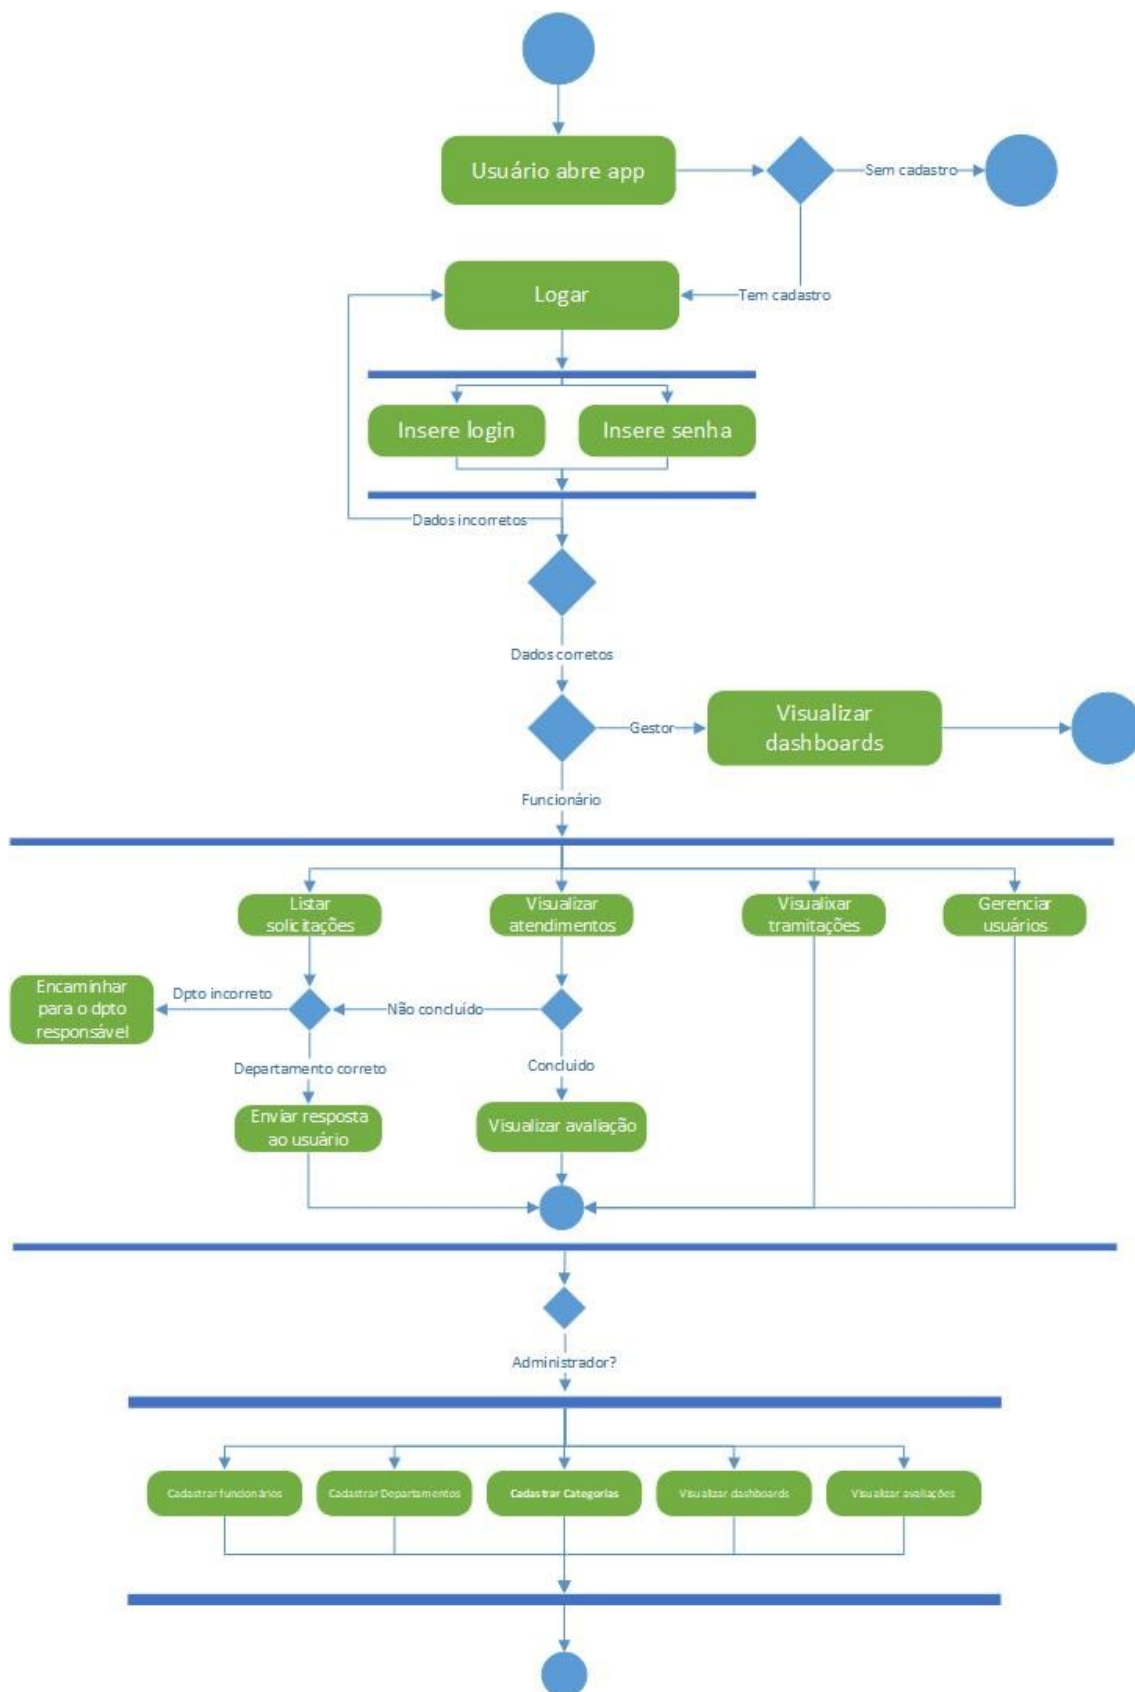 Usuário abre app
Sem cadastro
Logar
Tem cadastro
Insere login
Insere senha
Dados incorretos
Dados corretos
Gestor
Visualizar
dashboards
Funcionário
Listar
solicitações
Visualizar
atendimentos
Visualixar
tramitações
Gerenciar
usuários
Encaminhar
para o dpto
responsável
Dpto incorreto
Não concluído
Departamento correto
Concluido
Enviar resposta
ao usuário
Visualizar avaliação
Administrador?
Cadastrar funcionários
Cadastrar Departamentos
Cadastrar Categorias
Visualizar dashboards
Visualizar avaliações